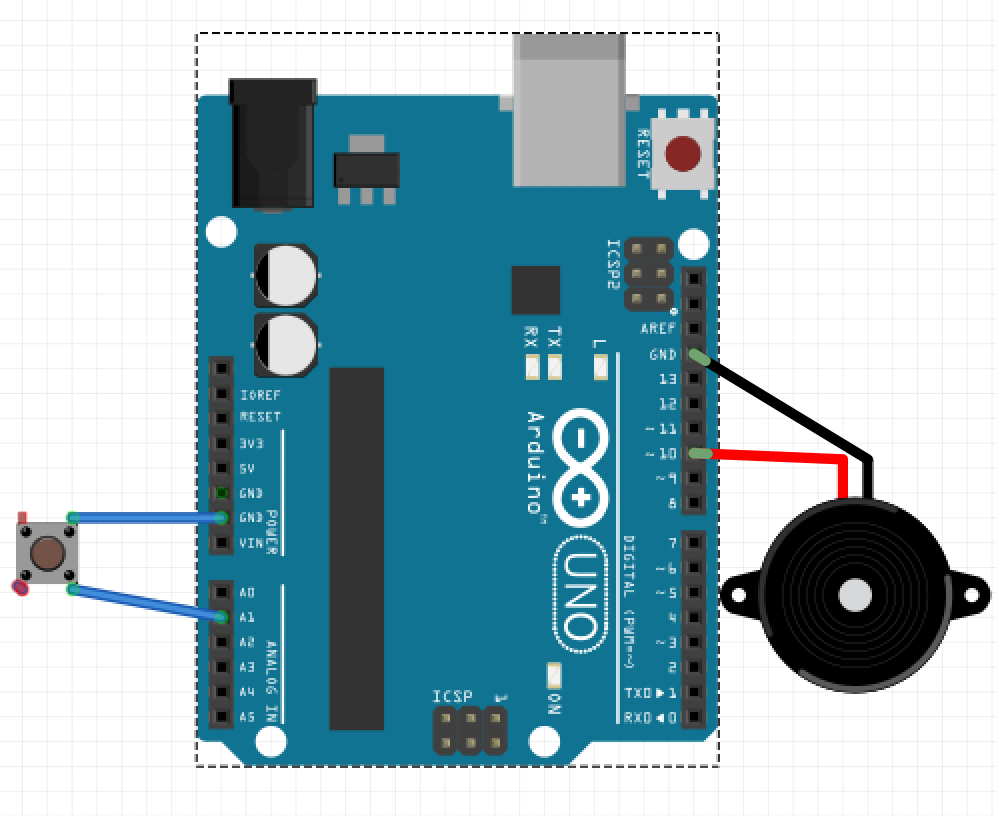 RESET
ICSP2
AREF
GND
13
12
~11
~10
~9
8
7
~6
~5
4
~3
2
TXD▶1
RXD◀0
DIGITAL (PWM=~)
RX
TX
L
Arduino™
UNO
ON
ICSP
1
IOREF
RESET
3V3
5V
GND
GND
VIN
POWER
A0
A1
A2
A3
A4
A5
ANALOG IN